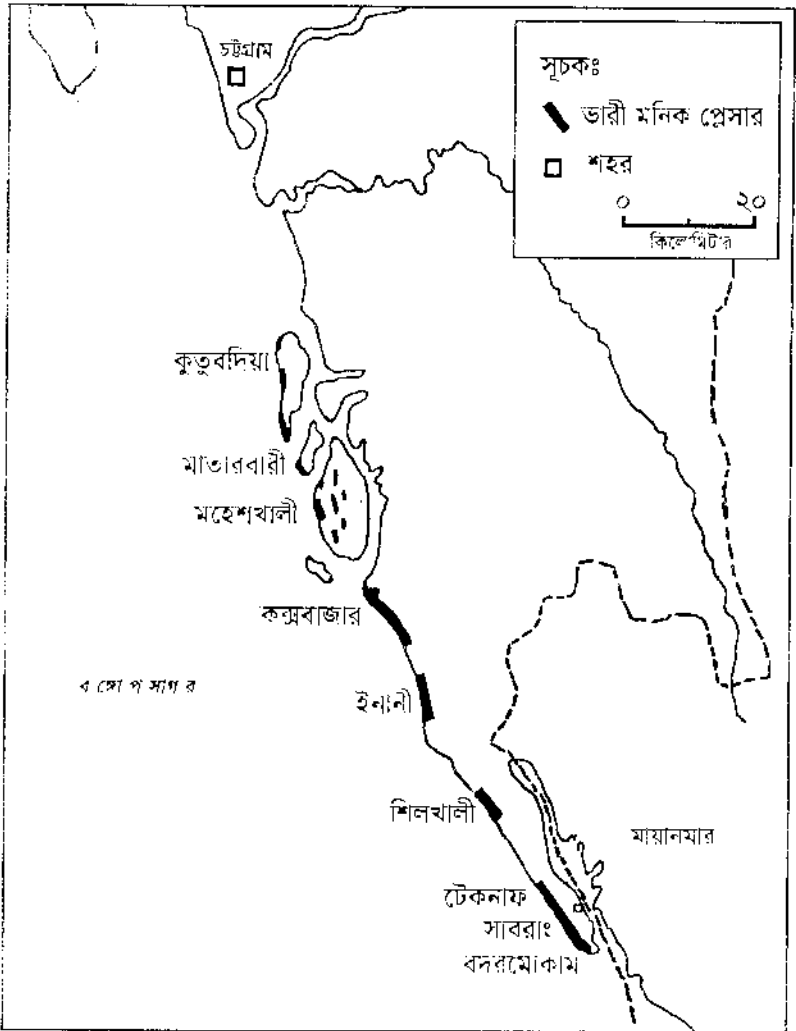 চট্টগ্রাম
সূচকঃ
ভারী মনিক প্লেসার
শহর
০ ২০
কিলোমিটার
কুতুবদিয়া
মাতারবারী
মহেশখালী
কক্সবাজার
বঙ্গোপসাগর
ইনানী
শিলখালী
মায়ানমার
টেকনাফ
সাবরাং
বদরমোকাম